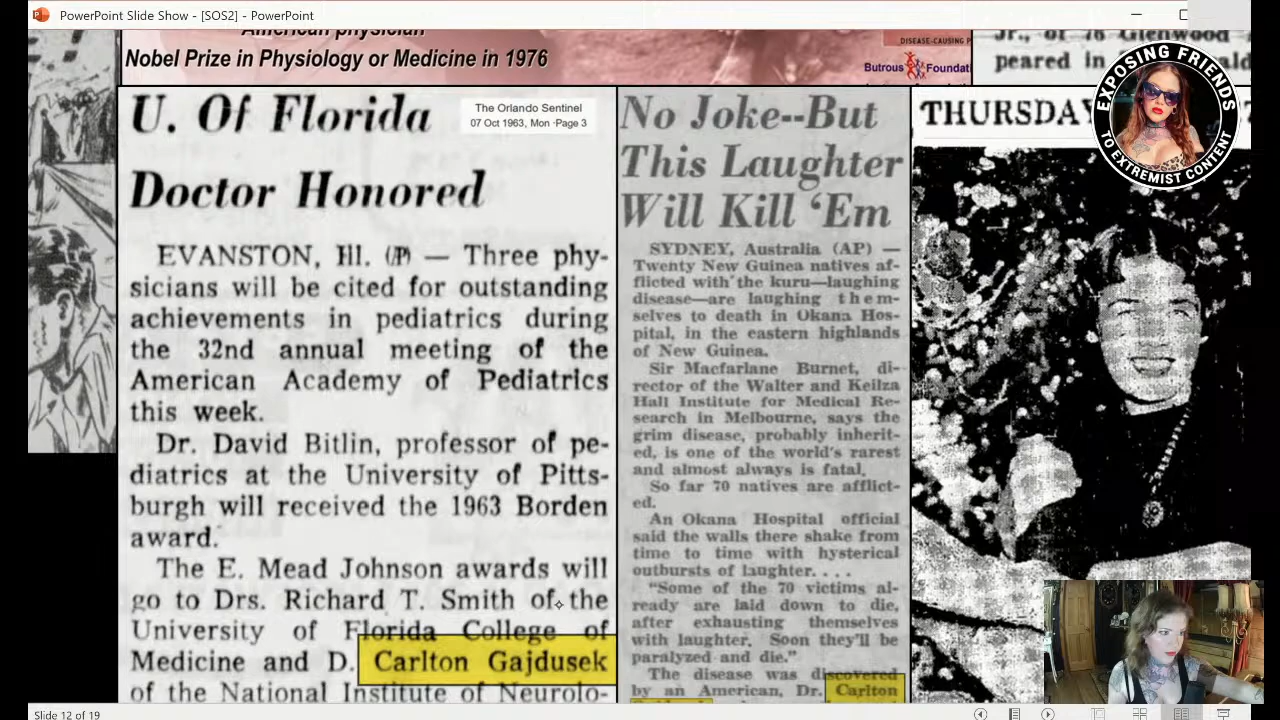 PowerPoint Slide Show - [SOS2] - PowerPoint
American physician
Nobel Prize in Physiology or Medicine in 1976
DISEASE-CAUSING
Butrous Foundati
Jr., of 76 Glenwood
peared in
EXPOSING FRIENDS
TO EXTREMIST CONTENT
U. Of Florida
Doctor Honored
The Orlando Sentinel
07 Oct 1963, Mon · Page 3
EVANSTON, Ill. (AP) — Three phy-
sicians will be cited for outstanding
achievements in pediatrics during
the 32nd annual meeting of the
American Academy of Pediatrics
this week.
Dr. David Bitlin, professor of pe-
diatrics at the University of Pitts-
burgh will received the 1963 Borden
award.
The E. Mead Johnson awards will
go to Drs. Richard T. Smith of the
University of Florida College of
Medicine and D. Carlton Gajdusek
of the National Institute of Neurolo-
No Joke--But
This Laughter
Will Kill ‘Em
SYDNEY, Australia (AP) —
Twenty New Guinea natives af-
flicted with the kuru—laughing
disease—are laughing them-
selves to death in Okana Hos-
pital, in the eastern highlands
of New Guinea.
Sir Macfarlane Burnet, di-
rector of the Walter and Keilza
Hall Institute for Medical Re-
search in Melbourne, says the
grim disease, probably inherit-
ed, is one of the world's rarest
and almost always is fatal.
So far 70 natives are afflict-
ed.
An Okana Hospital official
said the walls there shake from
time to time with hysterical
outbursts of laughter. . . .
“Some of the 70 victims al-
ready are laid down to die,
after exhausting themselves
with laughter. Soon they'll be
paralyzed and die.”
The disease was discovered
by an American, Dr. Carlton
THURSDAY
Slide 12 of 19